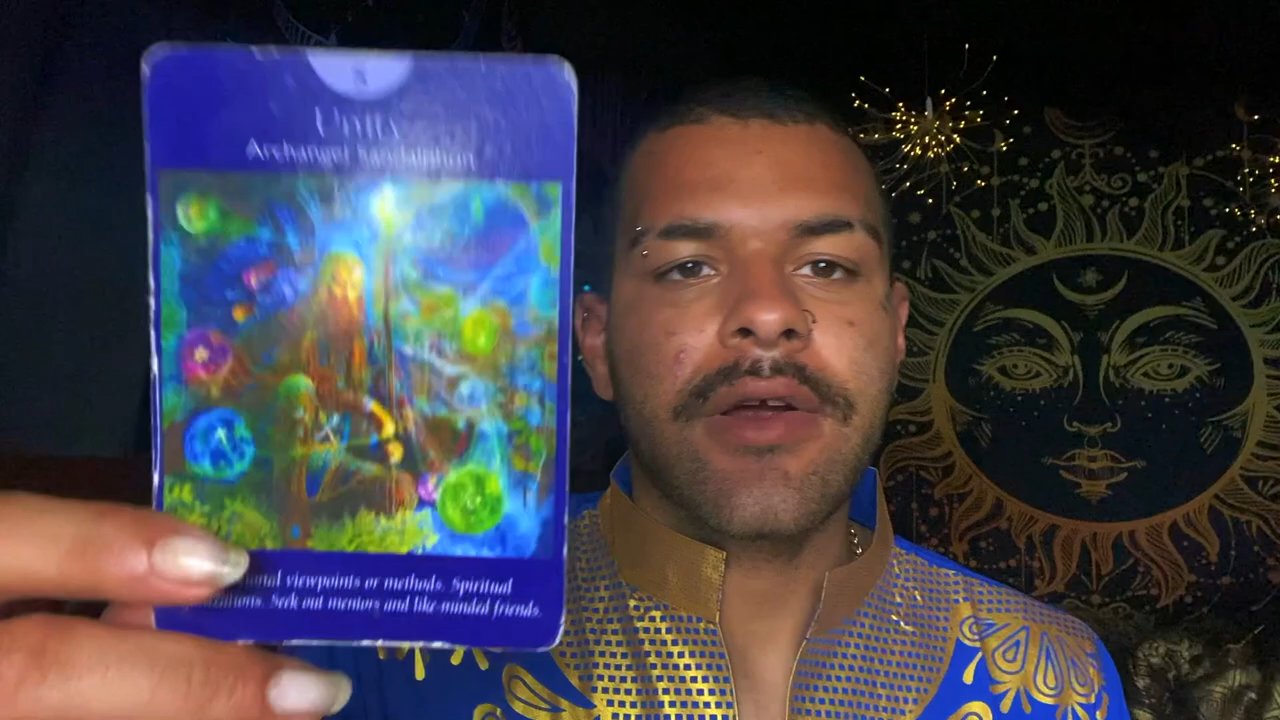 Unity
Archangel Sandalphon
viewpoints or methods. Spiritual
Seek out mentors and like-minded friends.